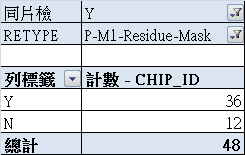 同片檢 Y
RETYPE P-M1-Residue-Mask
列標籤 計數 - CHIP_ID
Y 36
N 12
總計 48